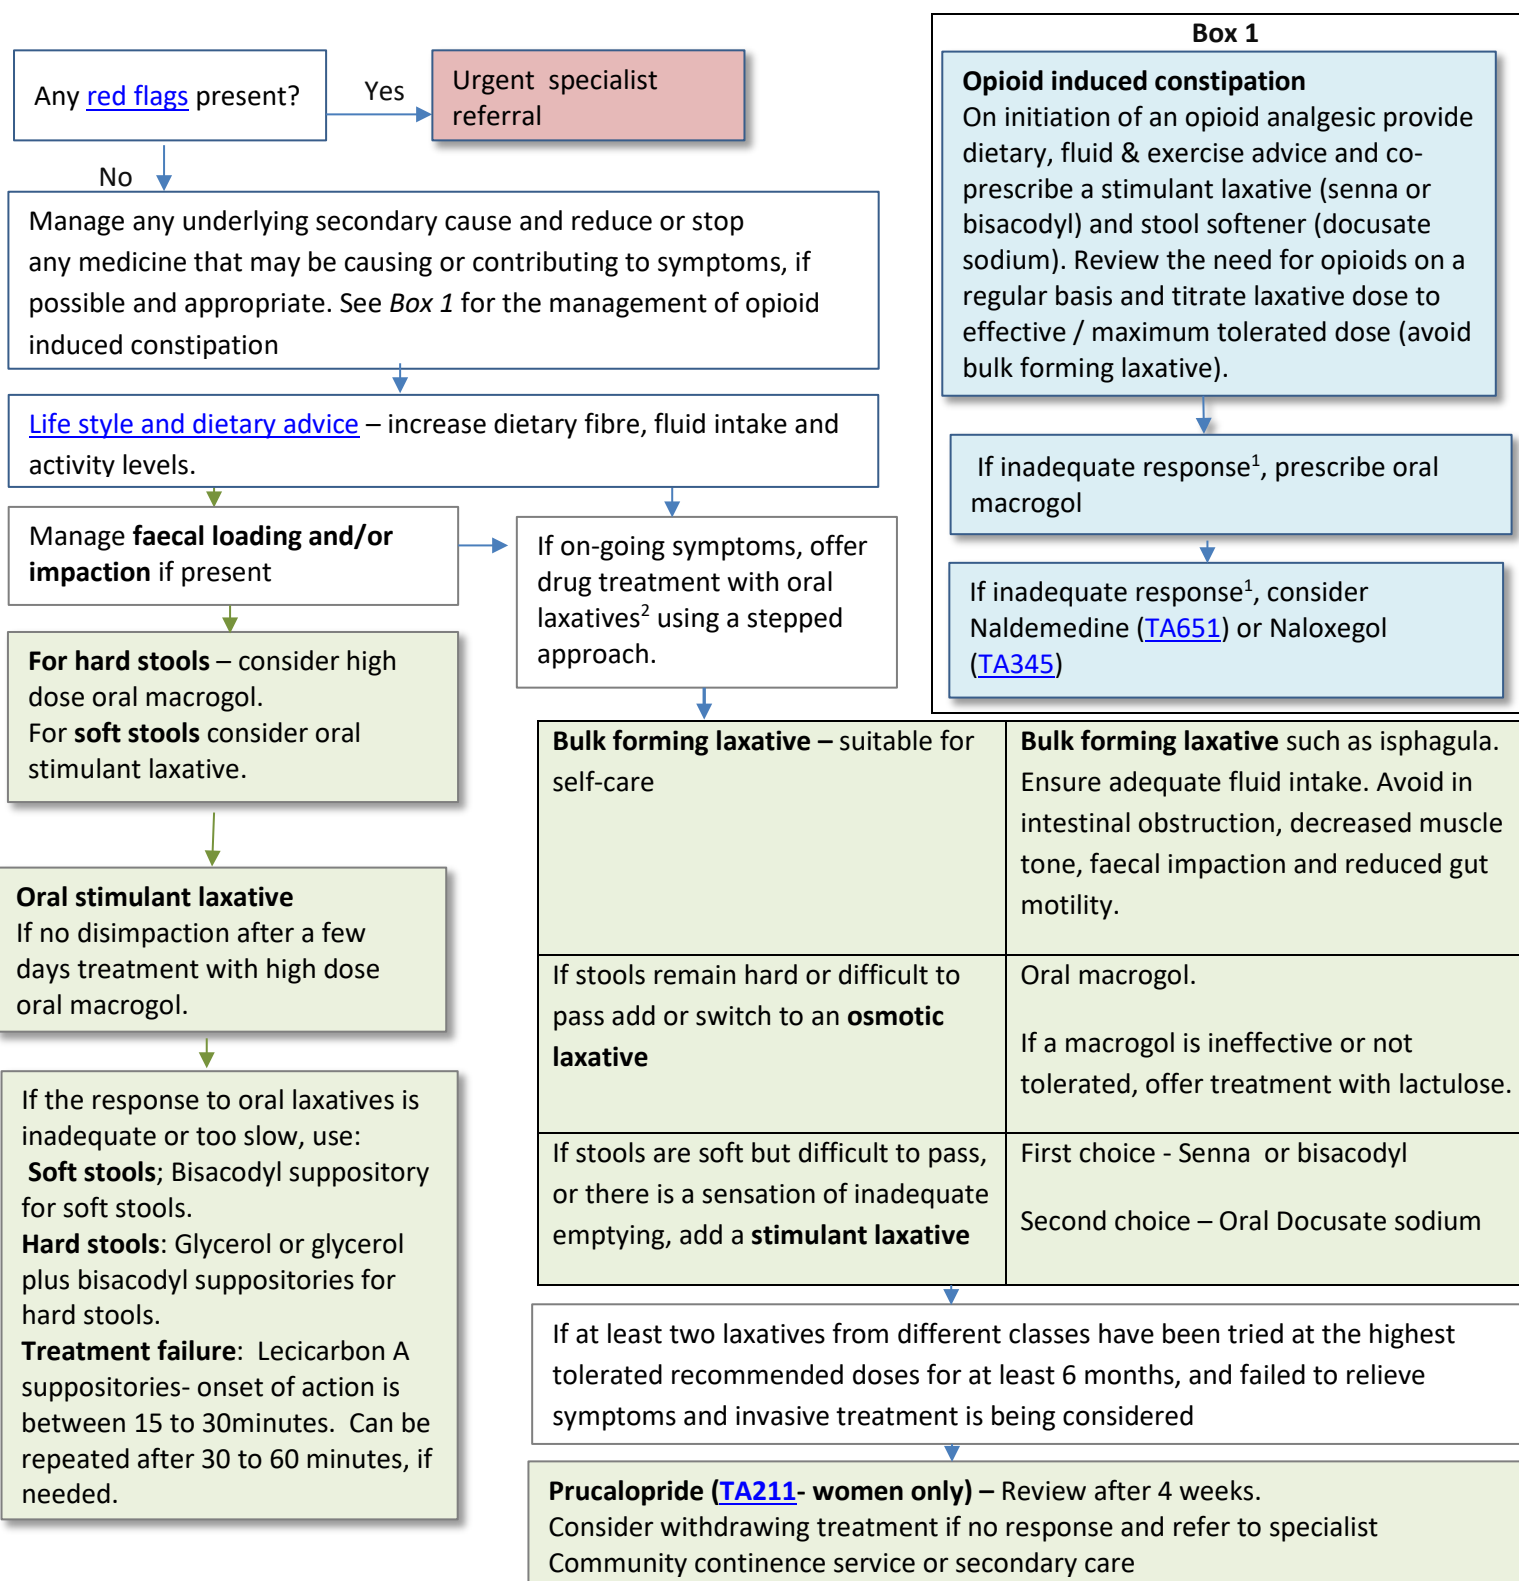 Any red flags present?
Yes
Urgent specialist
referral
No
Manage any underlying secondary cause and reduce or stop
any medicine that may be causing or contributing to symptoms, if
possible and appropriate. See Box 1 for the management of opioid
induced constipation
Life style and dietary advice – increase dietary fibre, fluid intake and
activity levels.
Manage faecal loading and/or
impaction if present
For hard stools – consider high
dose oral macrogol.
For soft stools consider oral
stimulant laxative.
Oral stimulant laxative
If no disimpaction after a few
days treatment with high dose
oral macrogol.
If the response to oral laxatives is
inadequate or too slow, use:
Soft stools; Bisacodyl suppository
for soft stools.
Hard stools: Glycerol or glycerol
plus bisacodyl suppositories for
hard stools.
Treatment failure: Lecicarbon A
suppositories- onset of action is
between 15 to 30minutes. Can be
repeated after 30 to 60 minutes, if
needed.
If on-going symptoms, offer
drug treatment with oral
laxatives² using a stepped
approach.
Bulk forming laxative – suitable for
self-care
Bulk forming laxative such as isphagula.
Ensure adequate fluid intake. Avoid in
intestinal obstruction, decreased muscle
tone, faecal impaction and reduced gut
motility.
If stools remain hard or difficult to
pass add or switch to an osmotic
laxative
Oral macrogol.
If a macrogol is ineffective or not
tolerated, offer treatment with lactulose.
If stools are soft but difficult to pass,
or there is a sensation of inadequate
emptying, add a stimulant laxative
First choice - Senna or bisacodyl
Second choice – Oral Docusate sodium
If at least two laxatives from different classes have been tried at the highest
tolerated recommended doses for at least 6 months, and failed to relieve
symptoms and invasive treatment is being considered
Prucalopride (TA211- women only) – Review after 4 weeks.
Consider withdrawing treatment if no response and refer to specialist
Community continence service or secondary care
Box 1
Opioid induced constipation
On initiation of an opioid analgesic provide
dietary, fluid & exercise advice and co-
prescribe a stimulant laxative (senna or
bisacodyl) and stool softener (docusate
sodium). Review the need for opioids on a
regular basis and titrate laxative dose to
effective / maximum tolerated dose (avoid
bulk forming laxative).
If inadequate response¹, prescribe oral
macrogol
If inadequate response¹, consider
Naldemedine (TA651) or Naloxegol
(TA345)